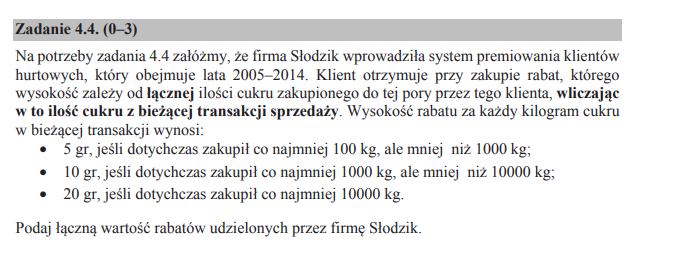 Zadanie 4.4. (0–3)
Na potrzeby zadania 4.4 załóżmy, że firma Słodzik wprowadziła system premiowania klientów
hurtowych, który obejmuje lata 2005–2014. Klient otrzymuje przy zakupie rabat, którego
wysokość zależy od łącznej ilości cukru zakupionego do tej pory przez tego klienta, wliczając
w to ilość cukru z bieżącej transakcji sprzedaży. Wysokość rabatu za każdy kilogram cukru
w bieżącej transakcji wynosi:
• 5 gr, jeśli dotychczas zakupił co najmniej 100 kg, ale mniej niż 1000 kg;
• 10 gr, jeśli dotychczas zakupił co najmniej 1000 kg, ale mniej niż 10000 kg;
• 20 gr, jeśli dotychczas zakupił co najmniej 10000 kg.
Podaj łączną wartość rabatów udzielonych przez firmę Słodzik.